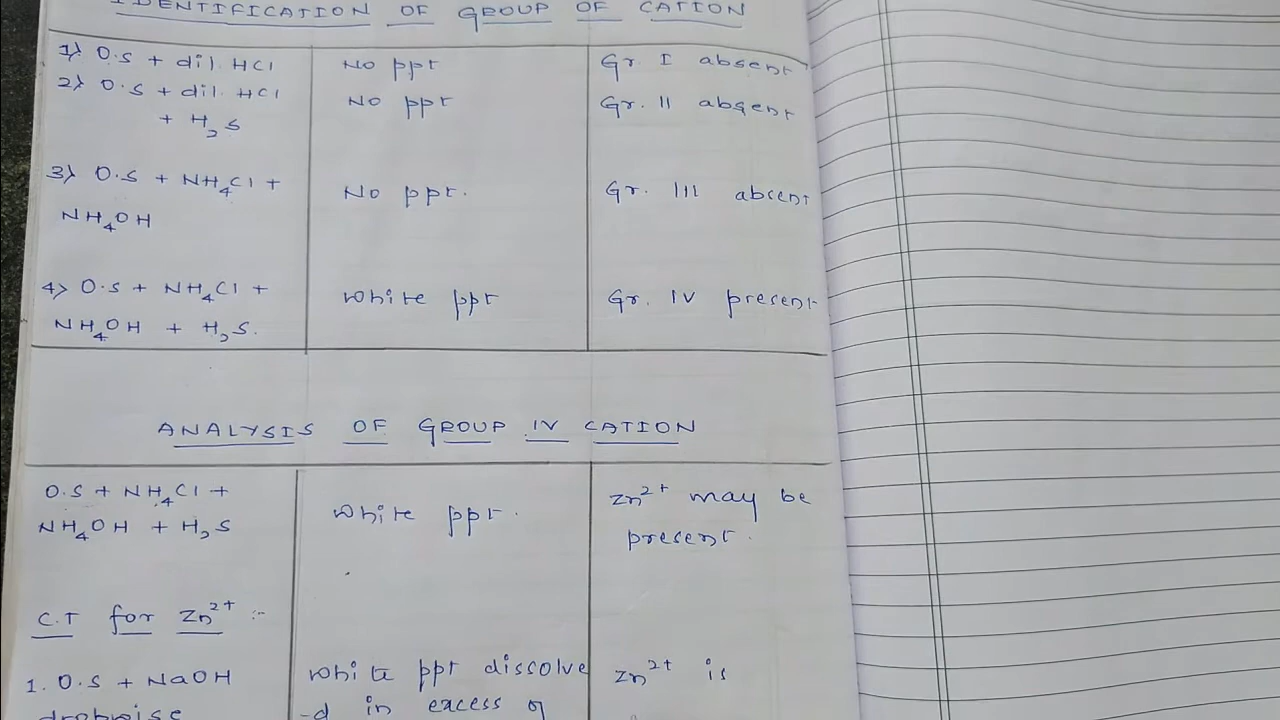 IDENTIFICATION OF GROUP OF CATION
1) O.S + dil. HCl No ppt Gr I absent
2) O.S + dil. HCl No ppt Gr. II absent
+ H₂S
3) O.S + NH₄Cl + No ppt. Gr. III absent
NH₄OH
4) O.S + NH₄Cl + White ppt Gr. IV present
NH₄OH + H₂S.
ANALYSIS OF GROUP IV CATION
O.S + NH₄Cl + White ppt. Zn²⁺ may be
NH₄OH + H₂S present.
C.T for Zn²⁺ :-
1. O.S + NaOH White ppt dissolve Zn²⁺ is
dropwise -d in excess of